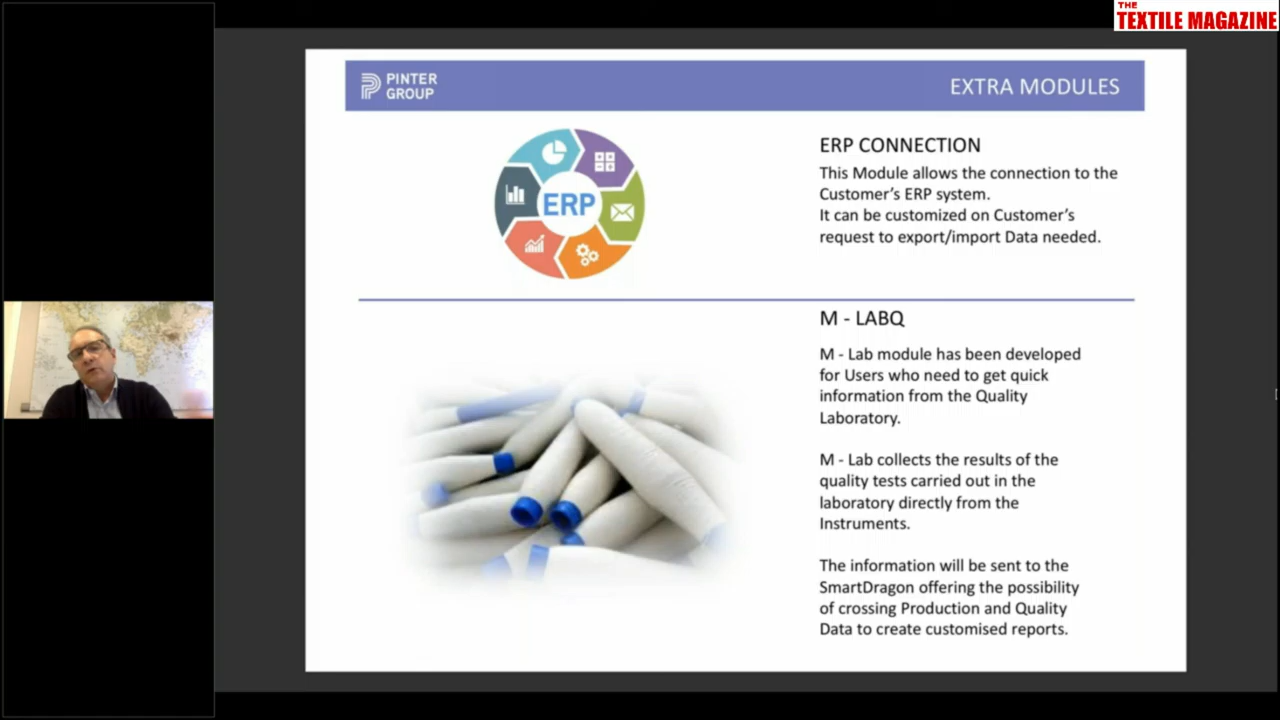 THE
TEXTILE MAGAZINE
PINTER
GROUP
EXTRA MODULES
ERP
ERP CONNECTION
This Module allows the connection to the
Customer's ERP system.
It can be customized on Customer's
request to export/import Data needed.
M - LABQ
M - Lab module has been developed
for Users who need to get quick
information from the Quality
Laboratory.
M - Lab collects the results of the
quality tests carried out in the
laboratory directly from the
Instruments.
The information will be sent to the
SmartDragon offering the possibility
of crossing Production and Quality
Data to create customised reports.